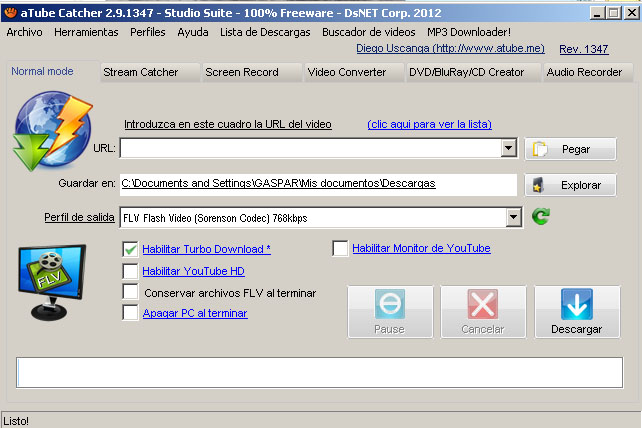 aTube Catcher 2.9.1347 - Studio Suite - 100% Freeware - DsNET Corp. 2012
Archivo Herramientas Perfiles Ayuda Lista de Descargas Buscador de videos MP3 Downloader!
Diego Uscanga (http://www.atube.me) Rev. 1347
Normal mode Stream Catcher Screen Record Video Converter DVD/BluRay/CD Creator Audio Recorder
Introduzca en este cuadro la URL del video (clic aqui para ver la lista)
URL: Pegar
Guardar en: C:\Documents and Settings\GASPAR\Mis documentos\Descargas Explorar
Perfil de salida FLV Flash Video (Sorenson Codec) 768kbps
FLV
Habilitar Turbo Download * Habilitar Monitor de YouTube
Habilitar YouTube HD
Conservar archivos FLV al terminar
Apagar PC al terminar
Pause Cancelar Descargar
Listo!